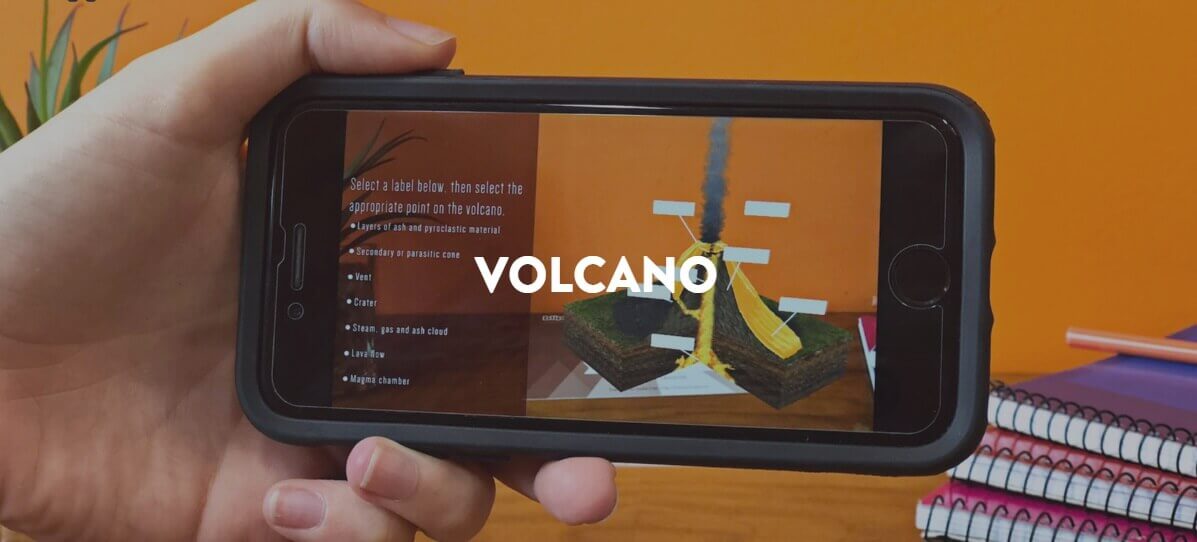 Select a label below, then select the
appropriate point on the volcano.
Layers of ash and pyroclastic material
Secondary or parasitic cone
Vent
Crater
Steam, gas and ash cloud
Lava flow
Magma chamber
VOLCANO